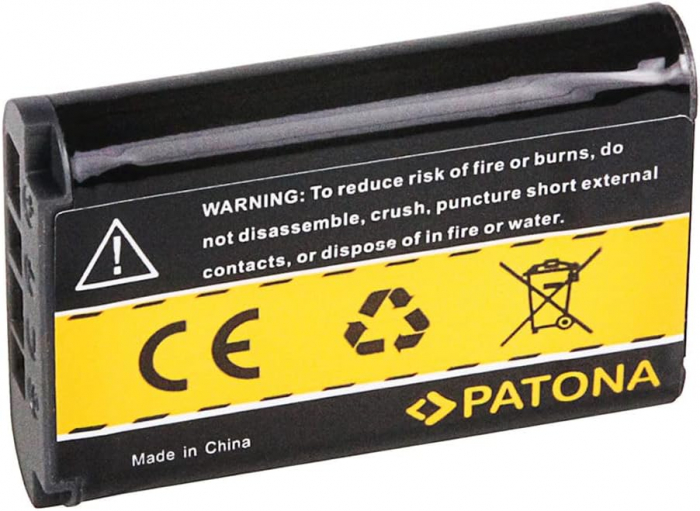 WARNING: To reduce risk of fire or burns, do
not disassemble, crush, puncture short external
contacts, or dispose of in fire or water.
CE
PATONA
Made in China